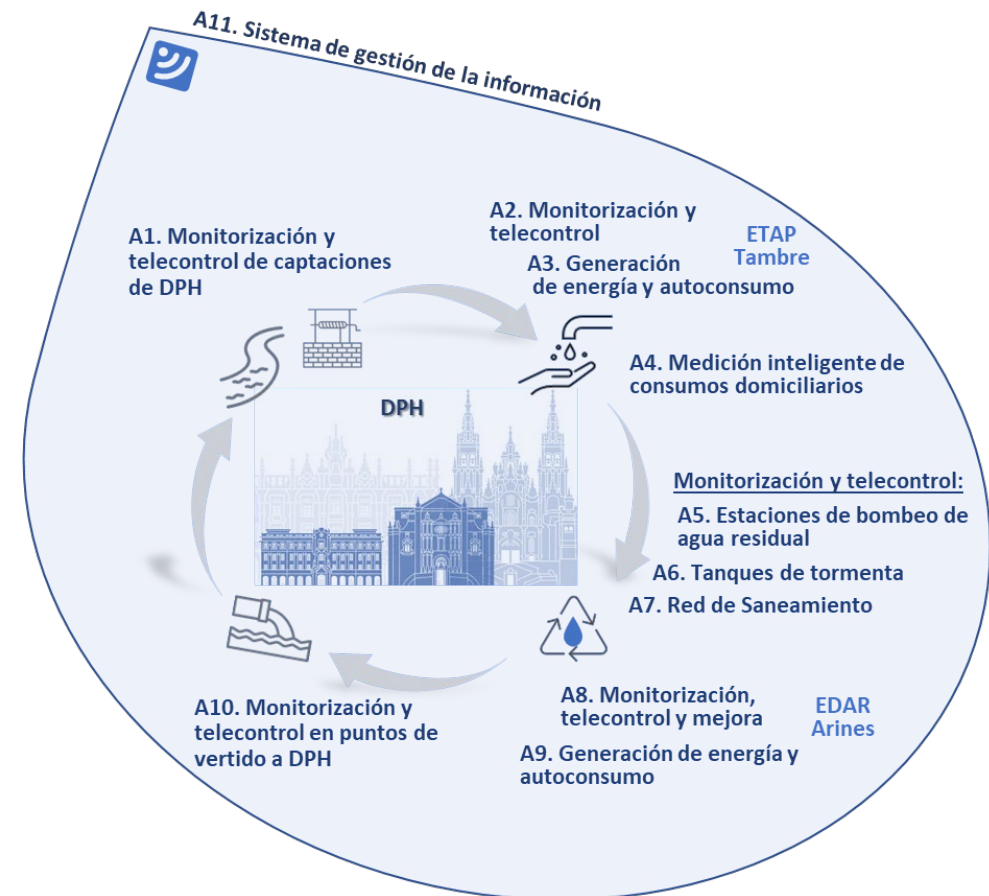 A11. Sistema de gestión de la información
A1. Monitorización y
telecontrol de captaciones
de DPH
A2. Monitorización y
telecontrol
A3. Generación
de energía y autoconsumo
ETAP
Tambre
A4. Medición inteligente de
consumos domiciliarios
DPH
Monitorización y telecontrol:
A5. Estaciones de bombeo de
agua residual
A6. Tanques de tormenta
A7. Red de Saneamiento
A8. Monitorización,
telecontrol y mejora
A9. Generación de energía y
autoconsumo
EDAR
Arines
A10. Monitorización y
telecontrol en puntos de
vertido a DPH